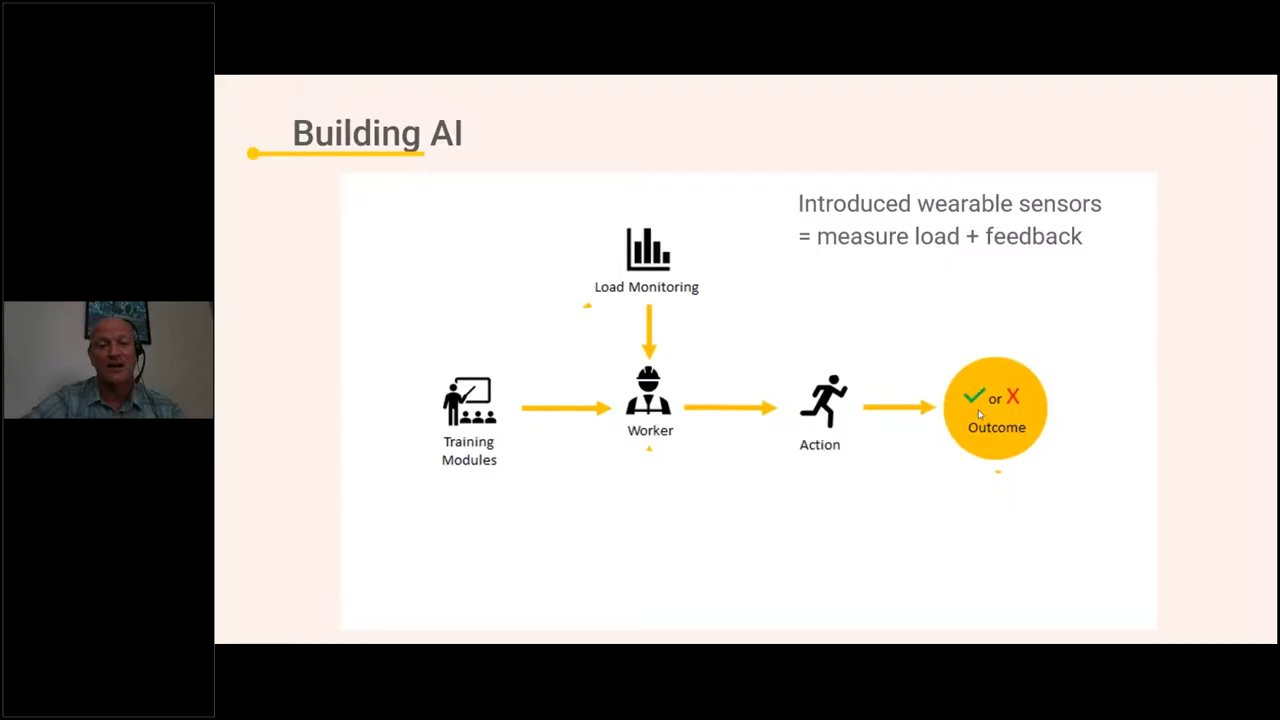 Building AI
Introduced wearable sensors
= measure load + feedback
Load Monitoring
Training
Modules
Worker
Action
✓ or X
Outcome